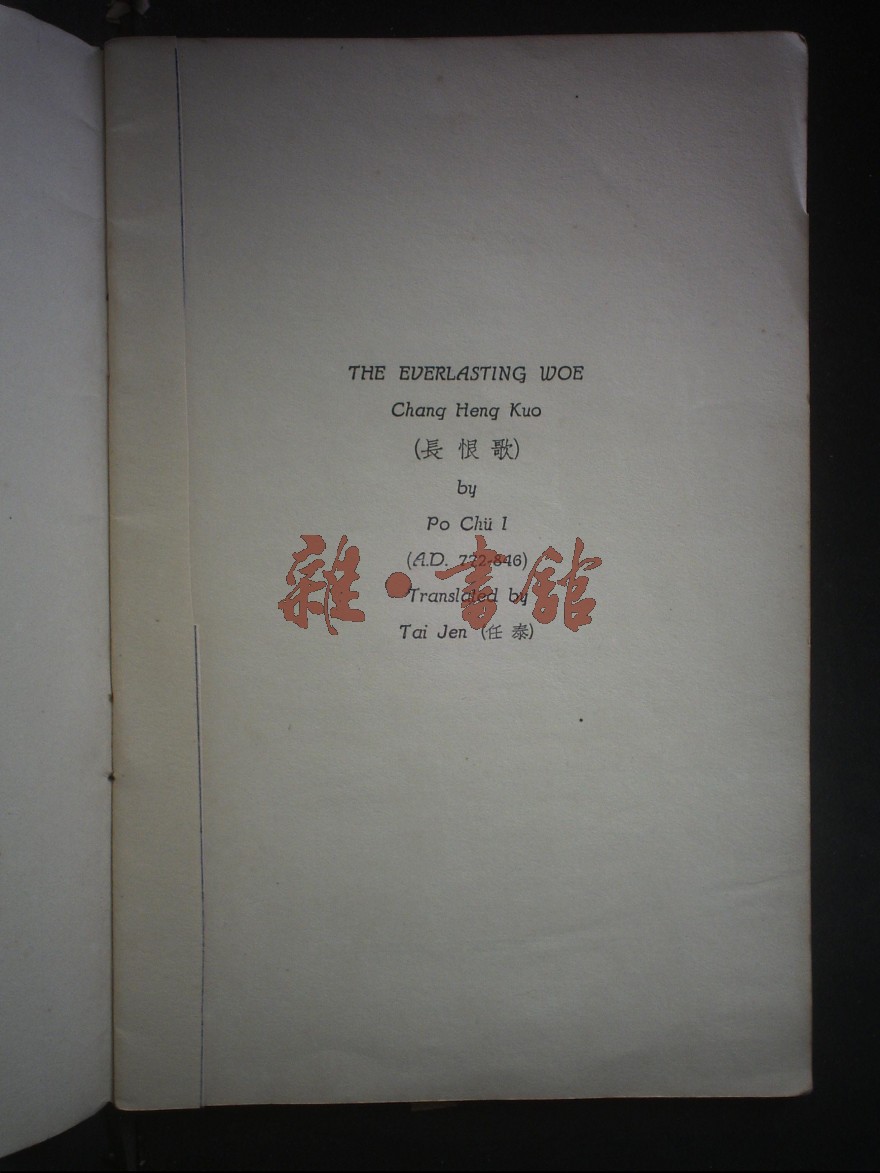 THE EVERLASTING WOE
Chang Heng Kuo
(長恨歌)
by
Po Chü I
(A.D. 772-846)
Translated by
Tai Jen (任泰)
雜·書館